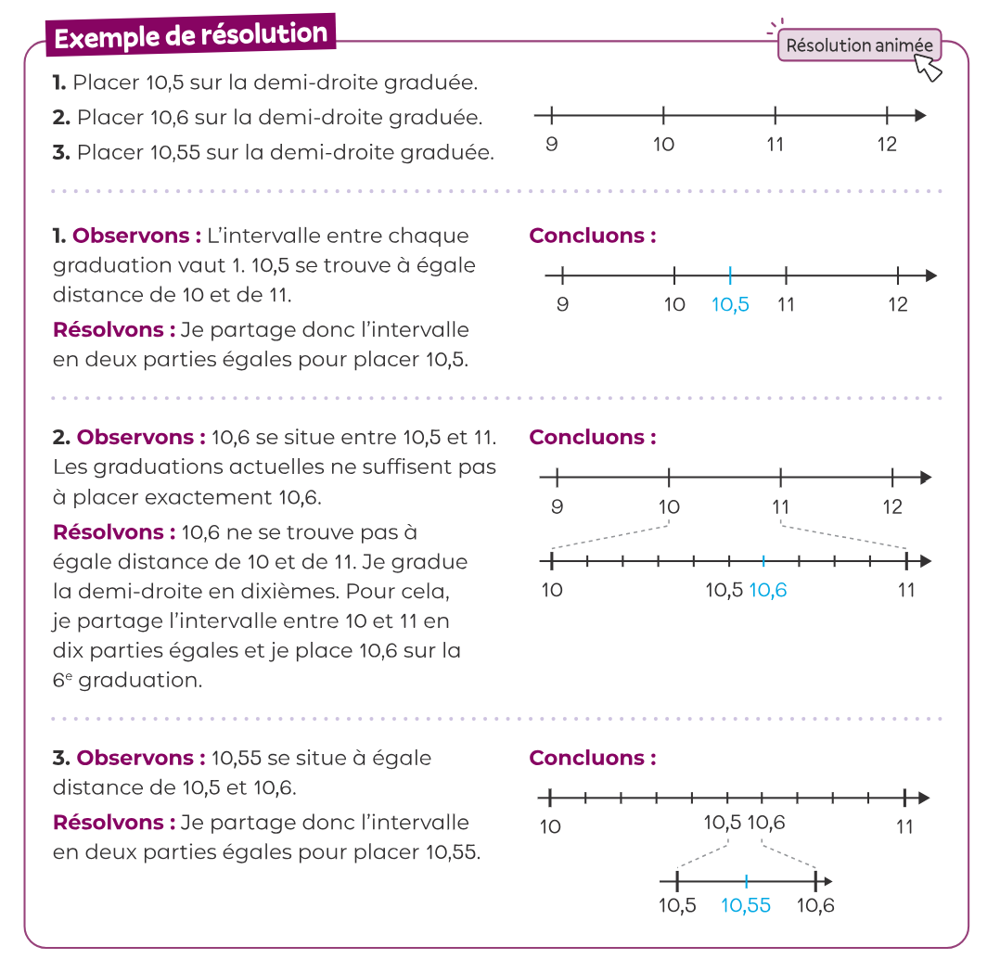 Exemple de résolution
Résolution animée
1. Placer 10,5 sur la demi-droite graduée.
2. Placer 10,6 sur la demi-droite graduée.
3. Placer 10,55 sur la demi-droite graduée.
9 10 11 12
1. Observons : L’intervalle entre chaque
graduation vaut 1. 10,5 se trouve à égale
distance de 10 et de 11.
Résolvons : Je partage donc l’intervalle
en deux parties égales pour placer 10,5.
Concluons :
9 10 10,5 11 12
2. Observons : 10,6 se situe entre 10,5 et 11.
Les graduations actuelles ne suffisent pas
à placer exactement 10,6.
Résolvons : 10,6 ne se trouve pas à
égale distance de 10 et de 11. Je gradue
la demi-droite en dixièmes. Pour cela,
je partage l’intervalle entre 10 et 11 en
dix parties égales et je place 10,6 sur la
6e graduation.
Concluons :
9 10 11 12
10 10,5 10,6 11
3. Observons : 10,55 se situe à égale
distance de 10,5 et 10,6.
Résolvons : Je partage donc l’intervalle
en deux parties égales pour placer 10,55.
Concluons :
10 10,5 10,6 11
10,5 10,55 10,6